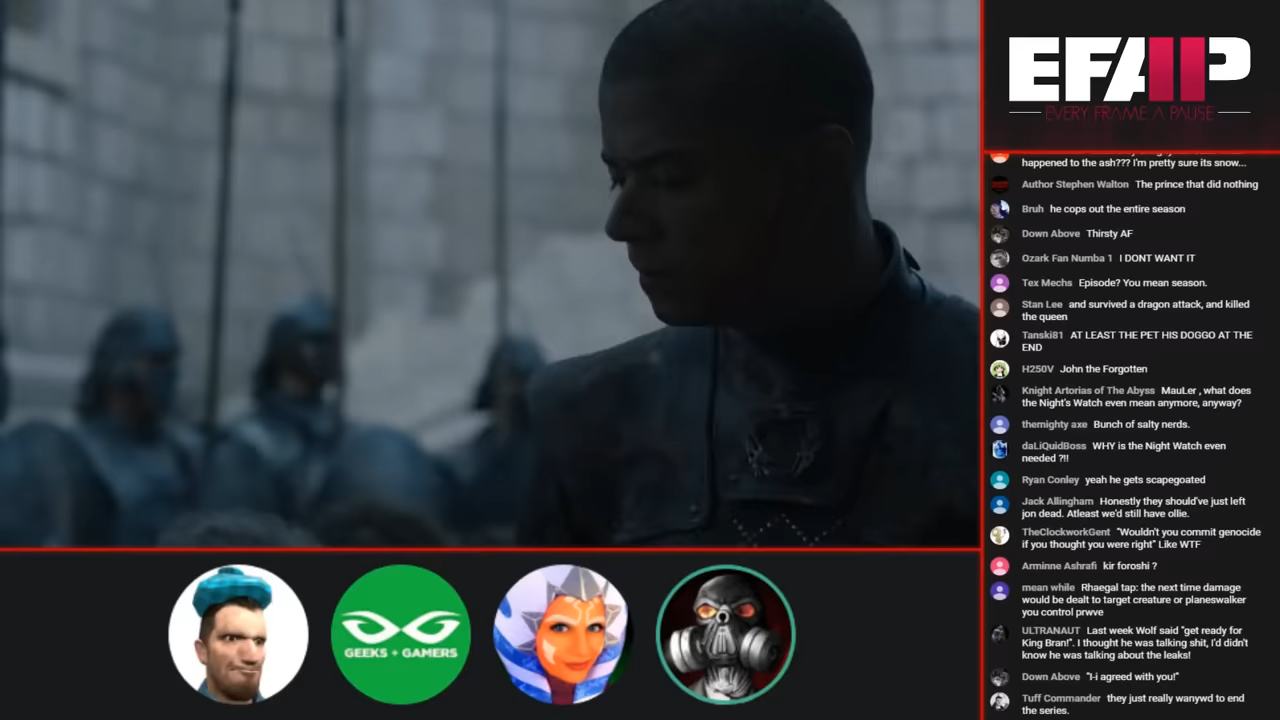 EFAP
EVERY FRAME A PAUSE
happened to the ash??? I'm pretty sure its snow...
Author Stephen Walton The prince that did nothing
Bruh he cops out the entire season
Down Above Thirsty AF
Ozark Fan Numba 1 I DONT WANT IT
Tex Mechs Episode? You mean season.
Stan Lee and survived a dragon attack, and killed
the queen
Tanski81 AT LEAST THE PET HIS DOGGO AT THE
END
H250V John the Forgotten
Knight Artorias of The Abyss MauLer , what does
the Night's Watch even mean anymore, anyway?
themighty axe Bunch of salty nerds.
daLiQuidBoss WHY is the Night Watch even
needed ?!!
Ryan Conley yeah he gets scapegoated
Jack Allingham Honestly they should've just left
jon dead. Atleast we'd still have ollie.
TheClockworkGent "Wouldn't you commit genocide
if you thought you were right" Like WTF
Arminne Ashrafi kir foroshi ?
mean while Rhaegal tap: the next time damage
would be dealt to target creature or planeswalker
you control prwve
ULTRANAUT Last week Wolf said "get ready for
King Bran!". I thought he was talking shit, I'd didn't
know he was talking about the leaks!
Down Above "I-i agreed with you!"
Tuff Commander they just really wanywd to end
the series.
GEEKS + GAMERS